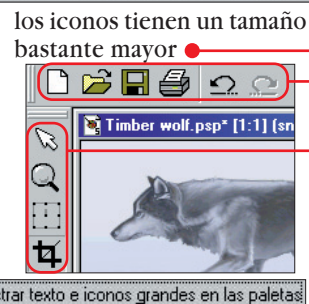 los iconos tienen un tamaño
bastante mayor
Timber wolf.psp* [1:1] (sn
trar texto e iconos grandes en las paletas